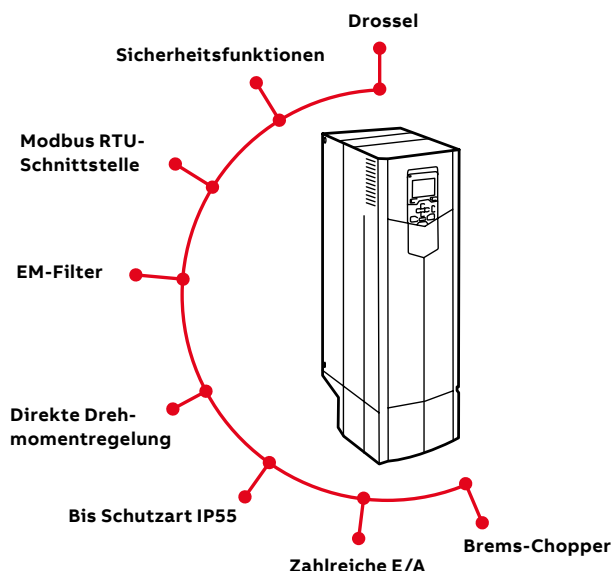 Drossel
Sicherheitsfunktionen
Modbus RTU-
Schnittstelle
EM-Filter
Direkte Dreh-
momentregelung
Bis Schutzart IP55
Zahlreiche E/A
Brems-Chopper